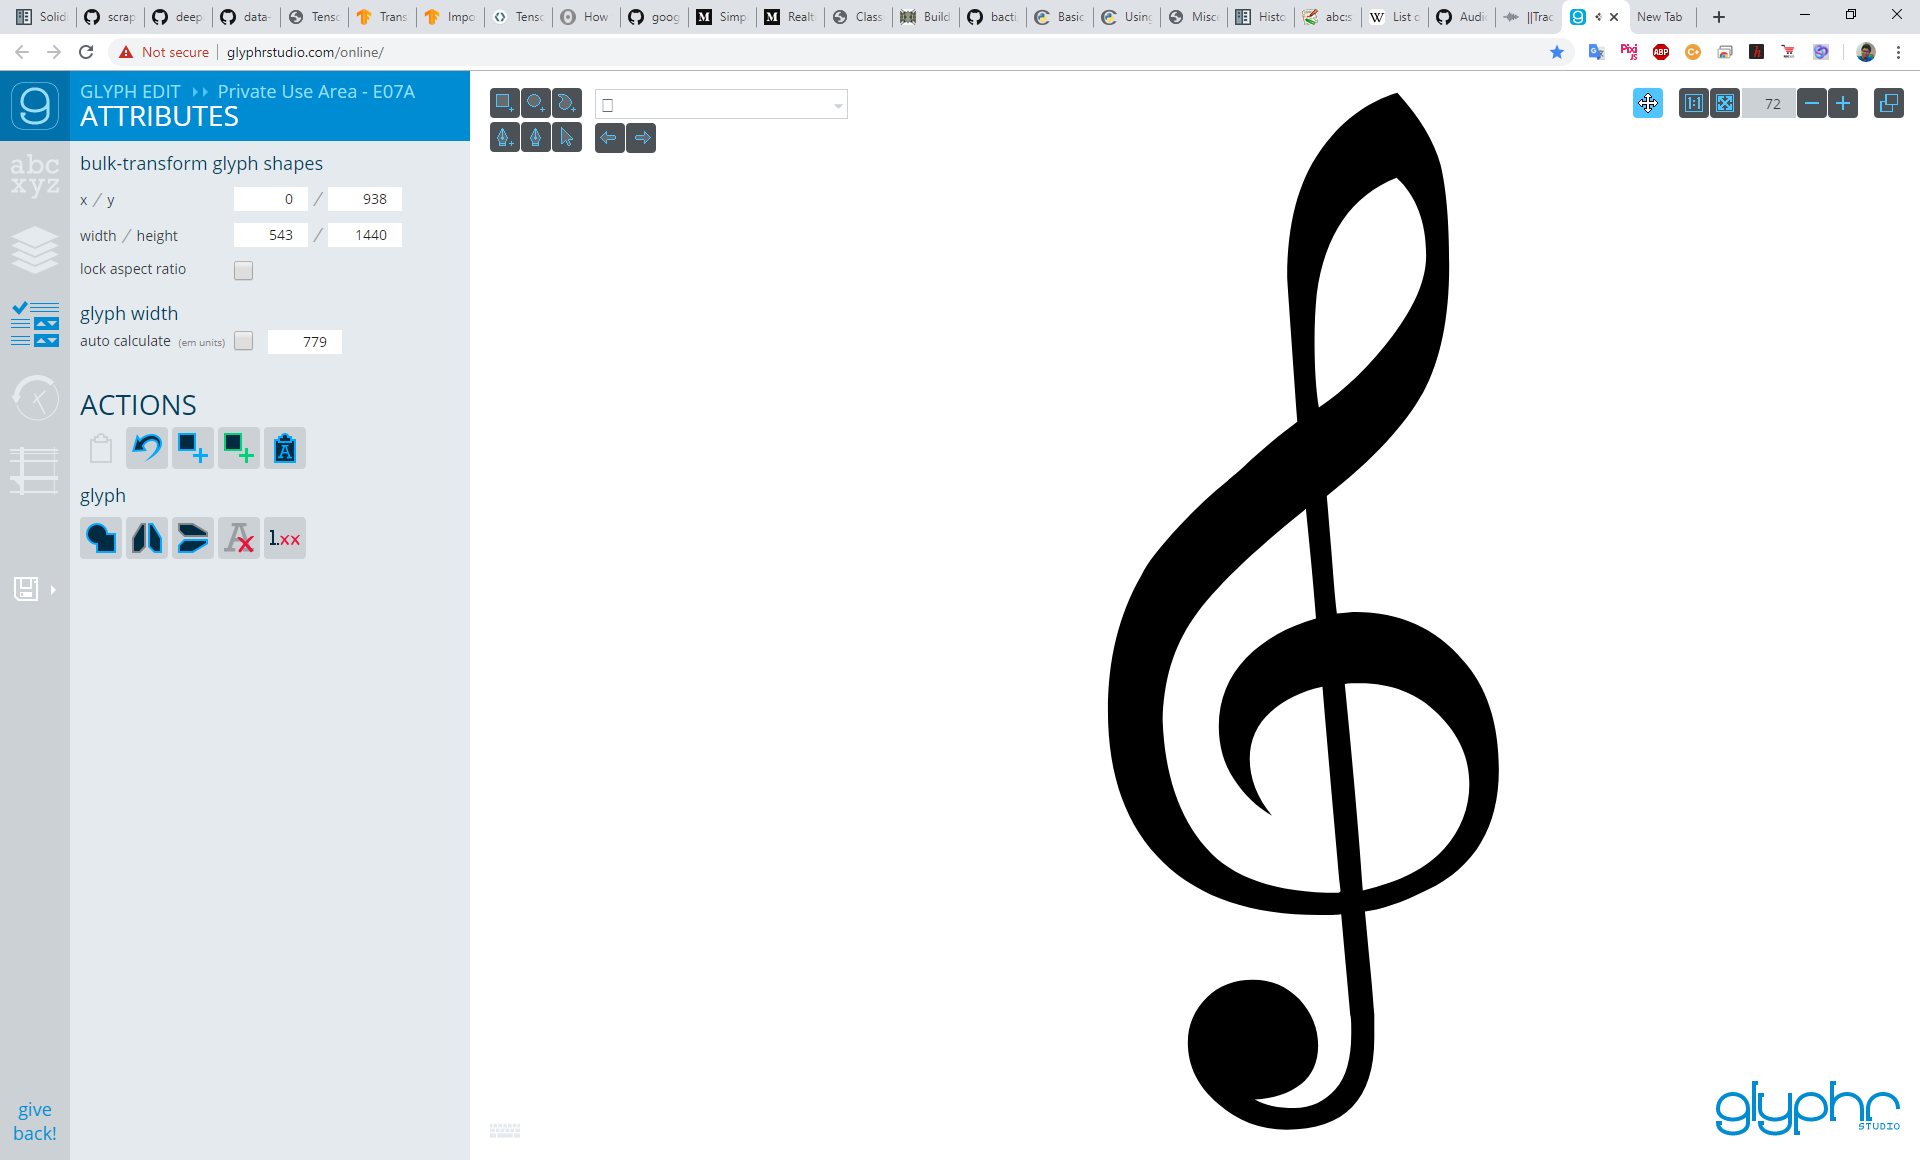 Solid scrap deep data- Tenso Trans Impo Tenso How goog Simpl Realt Class Build bacti Basic Using Misce Histo abc:s List o Audi ||Trac New Tab
Not secure glyphrstudio.com/online/
GLYPH EDIT Private Use Area - E07A
ATTRIBUTES
72
abc
xyz
bulk-transform glyph shapes
x / y 0 / 938
width / height 543 / 1440
lock aspect ratio
glyph width
auto calculate (em units) 779
ACTIONS
glyph
1.xx
give
back!
glyphr
STUDIO